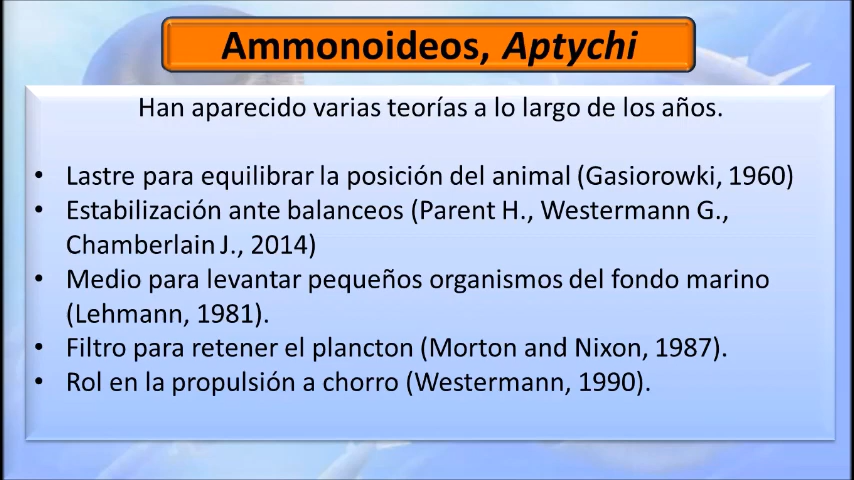 Ammonoideos, Aptychi
Han aparecido varias teorías a lo largo de los años.
• Lastre para equilibrar la posición del animal (Gasiorowki, 1960)
• Estabilización ante balanceos (Parent H., Westermann G.,
Chamberlain J., 2014)
• Medio para levantar pequeños organismos del fondo marino
(Lehmann, 1981).
• Filtro para retener el plancton (Morton and Nixon, 1987).
• Rol en la propulsión a chorro (Westermann, 1990).